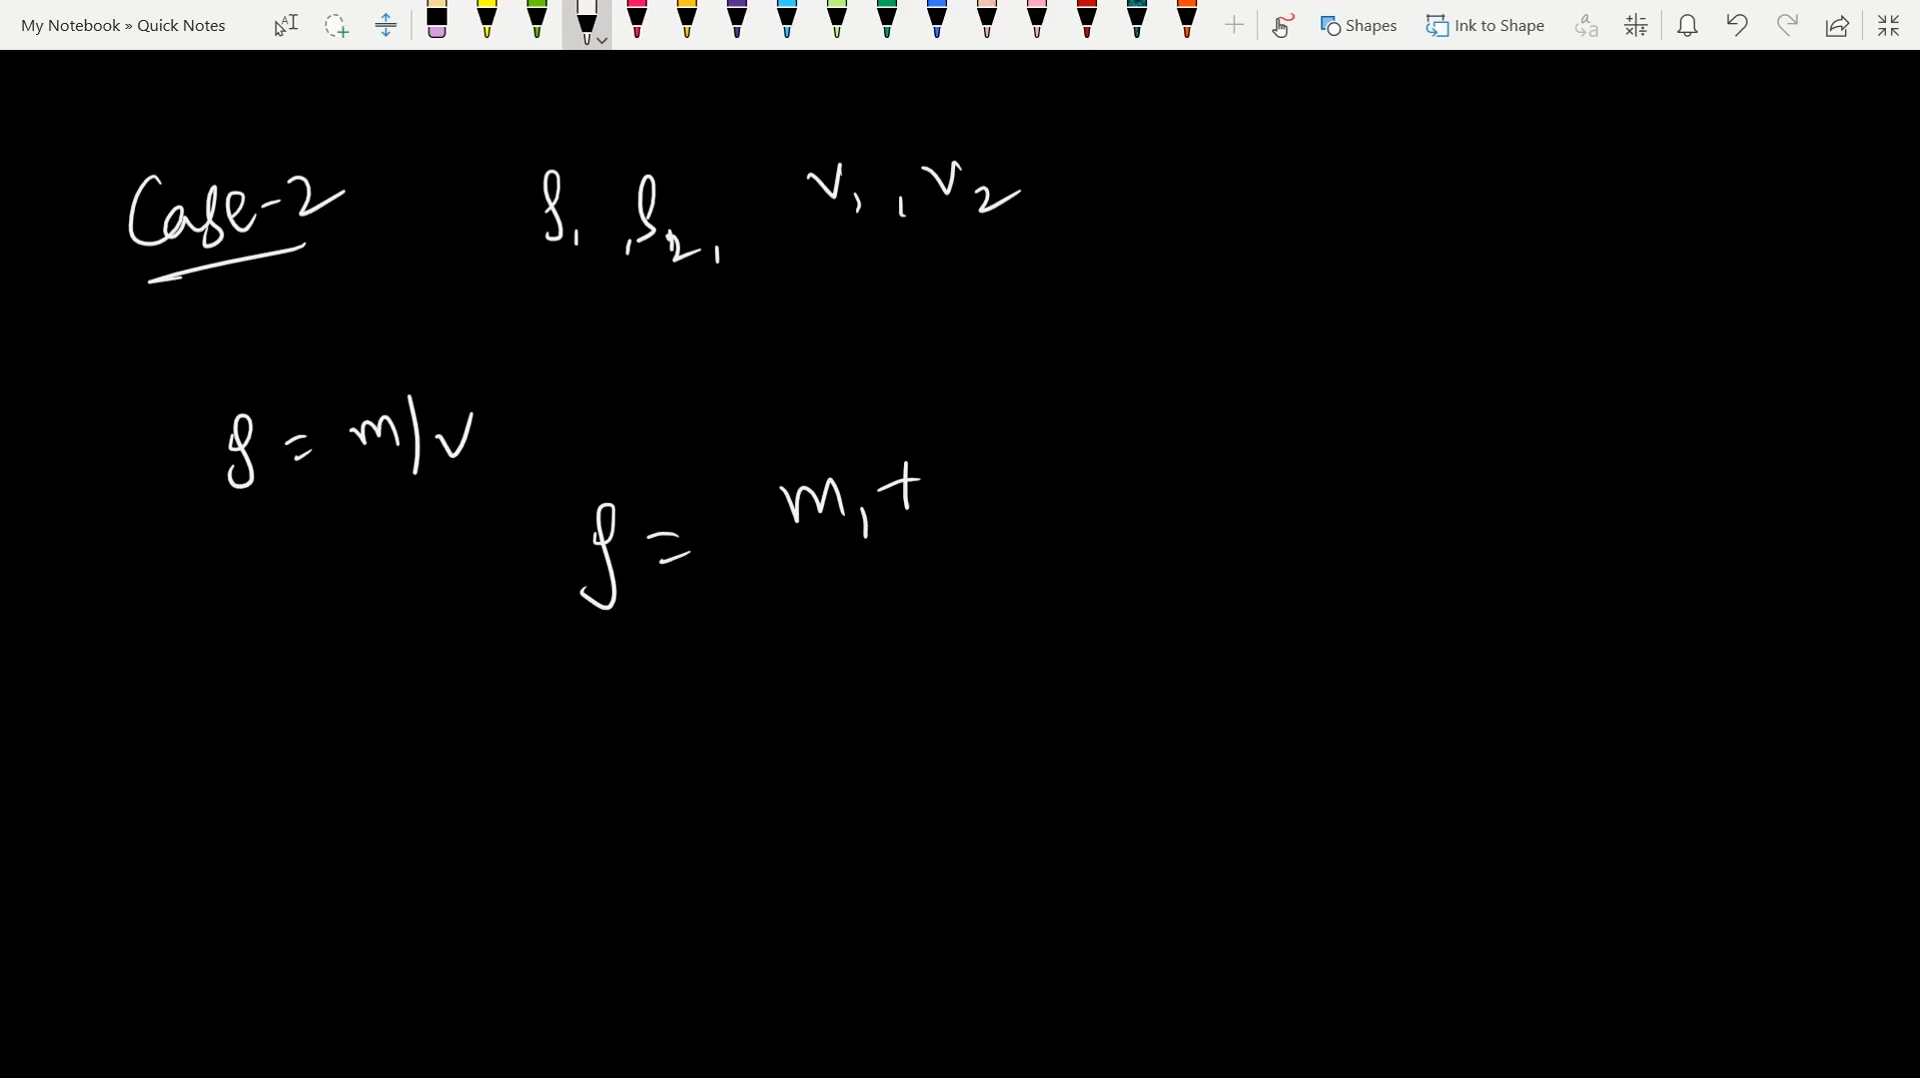 My Notebook » Quick Notes Shapes Ink to Shape
Case-2 ρ₁, ρ₂, v₁, v₂
ρ = m/v
ρ = m₁ +